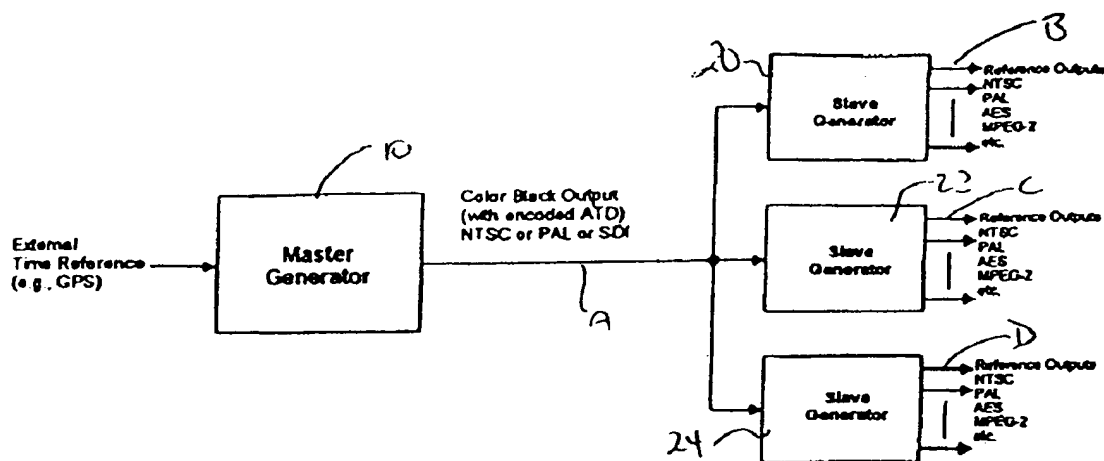 10
External
Time Reference
(e.g., GPS)
Master
Generator
Color Black Output
(with encoded ATD)
NTSC or PAL or SDI
A
20
Slave
Generator
B
Reference Outputs
NTSC
PAL
AES
MPEG-2
etc.
22
Slave
Generator
C
Reference Outputs
NTSC
PAL
AES
MPEG-2
etc.
24
Slave
Generator
D
Reference Outputs
NTSC
PAL
AES
MPEG-2
etc.